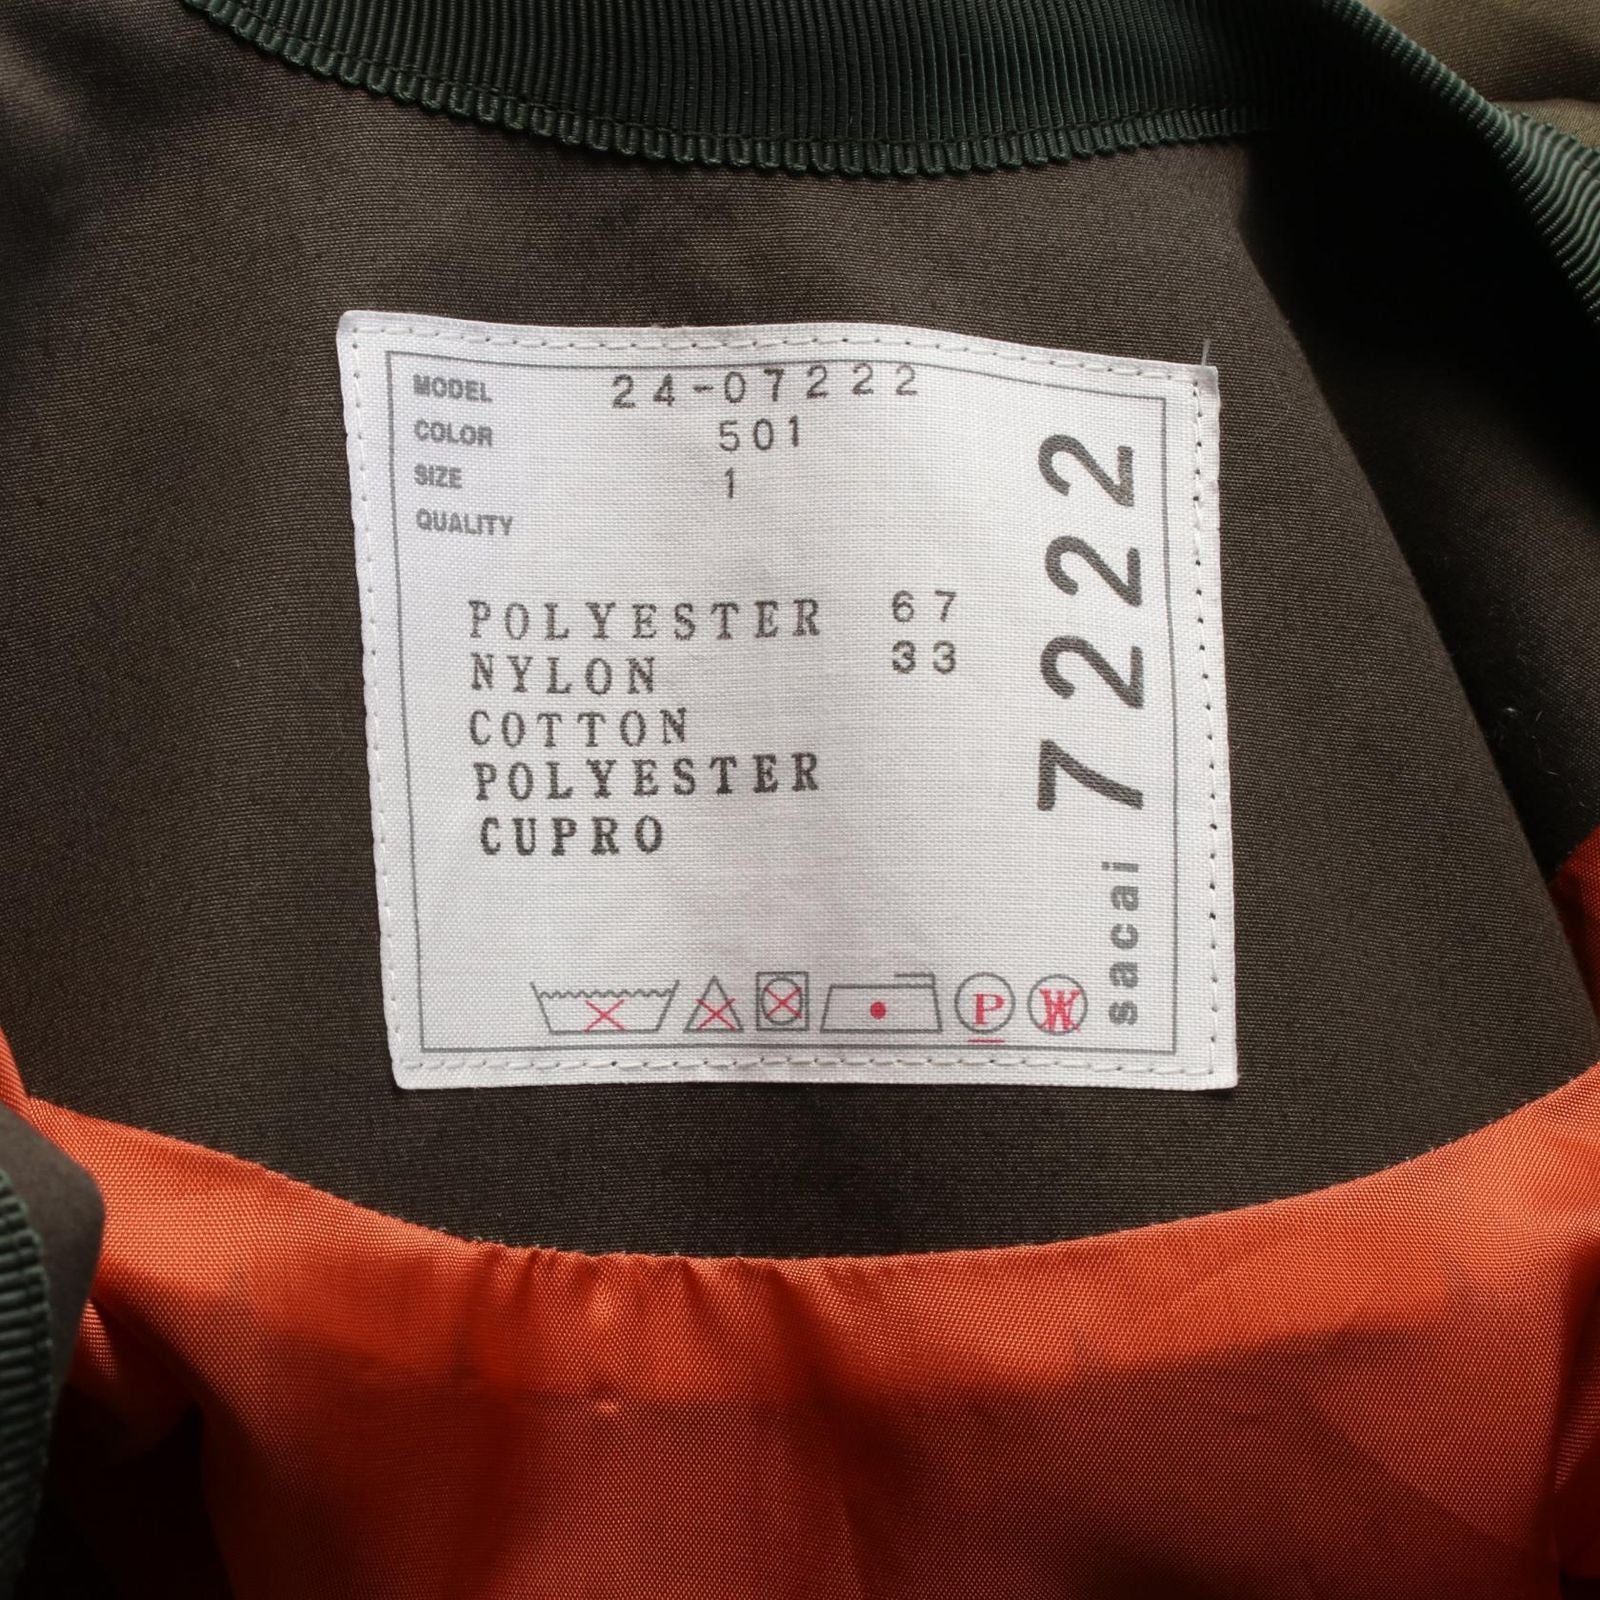 MODEL 24-07222
COLOR 501
SIZE 1
QUALITY
POLYESTER 67
NYLON 33
COTTON
POLYESTER
CUPRO
P W
sacai 7222